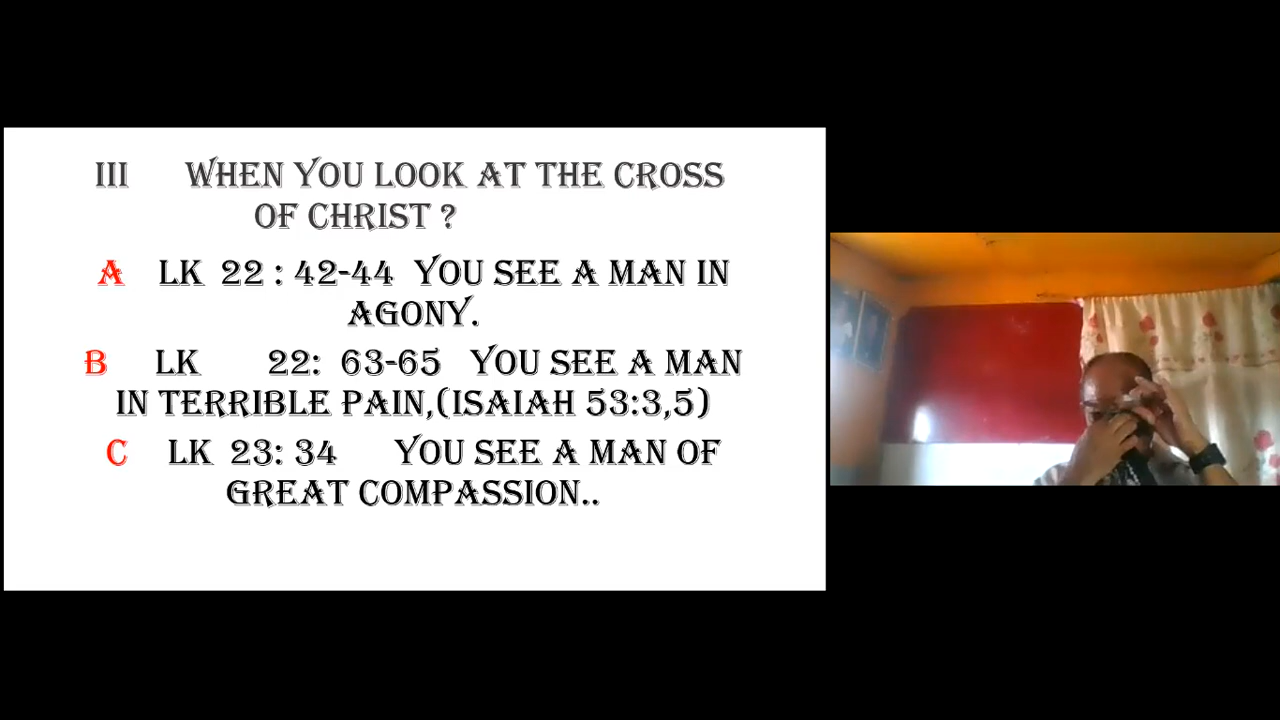 III WHEN YOU LOOK AT THE CROSS
OF CHRIST ?
A LK 22 : 42-44 YOU SEE A MAN IN
AGONY.
B LK 22: 63-65 YOU SEE A MAN
IN TERRIBLE PAIN,(ISAIAH 53:3,5)
C LK 23: 34 YOU SEE A MAN OF
GREAT COMPASSION..